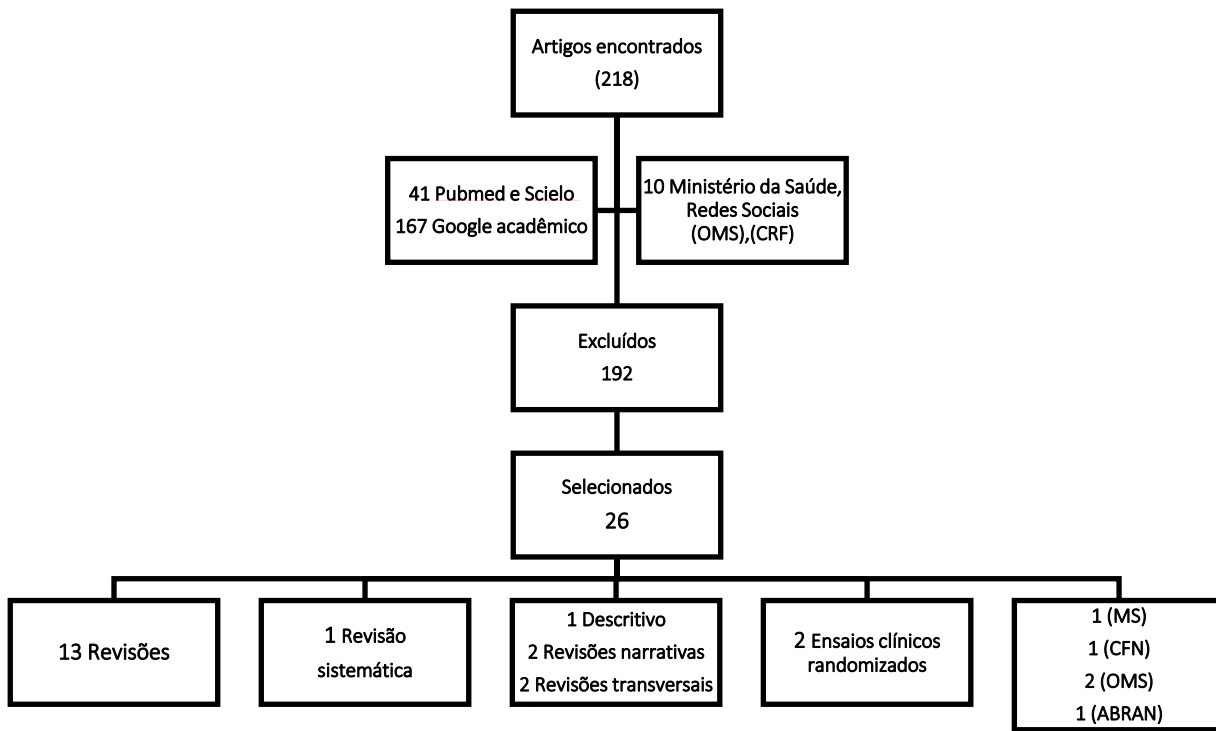 Artigos encontrados
(218)
41 Pubmed e Scielo
167 Google acadêmico
10 Ministério da Saúde,
Redes Sociais
(OMS),(CRF)
Excluídos
192
Selecionados
26
13 Revisões
1 Revisão
sistemática
1 Descritivo
2 Revisões narrativas
2 Revisões transversais
2 Ensaios clínicos
randomizados
1 (MS)
1 (CFN)
2 (OMS)
1 (ABRAN)